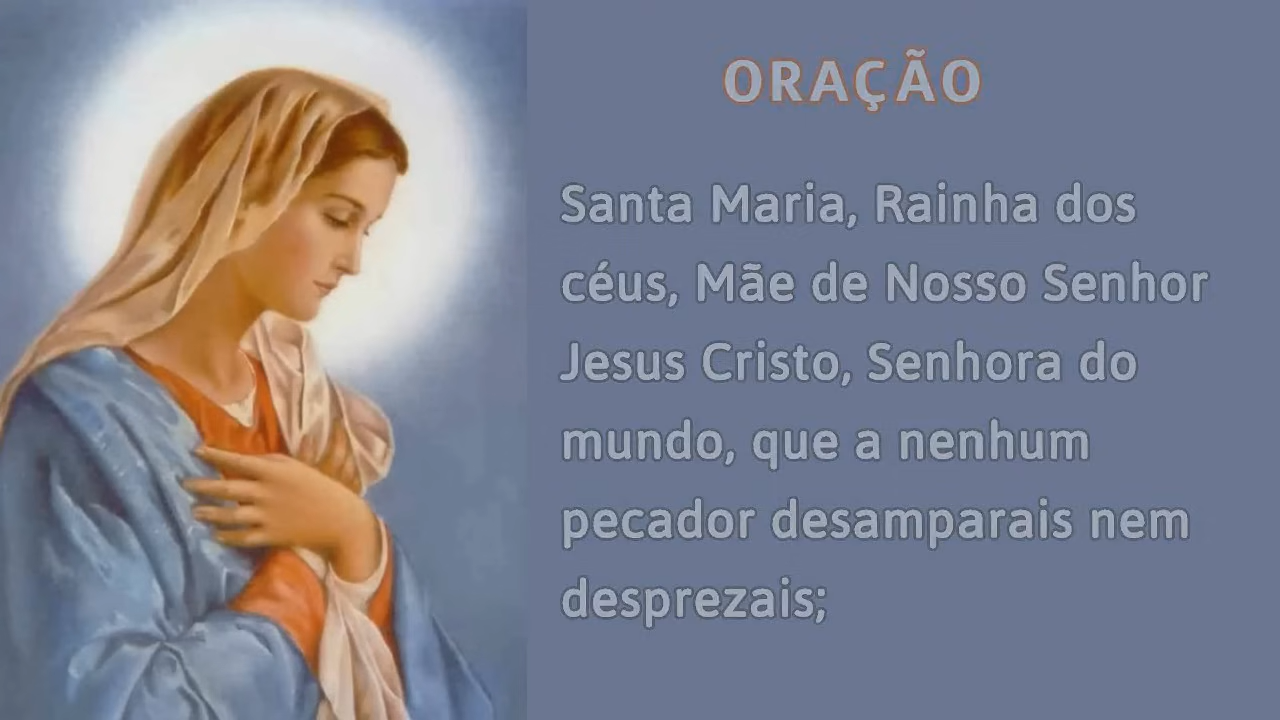 ORAÇÃO
Santa Maria, Rainha dos
céus, Mãe de Nosso Senhor
Jesus Cristo, Senhora do
mundo, que a nenhum
pecador desamparais nem
desprezais;